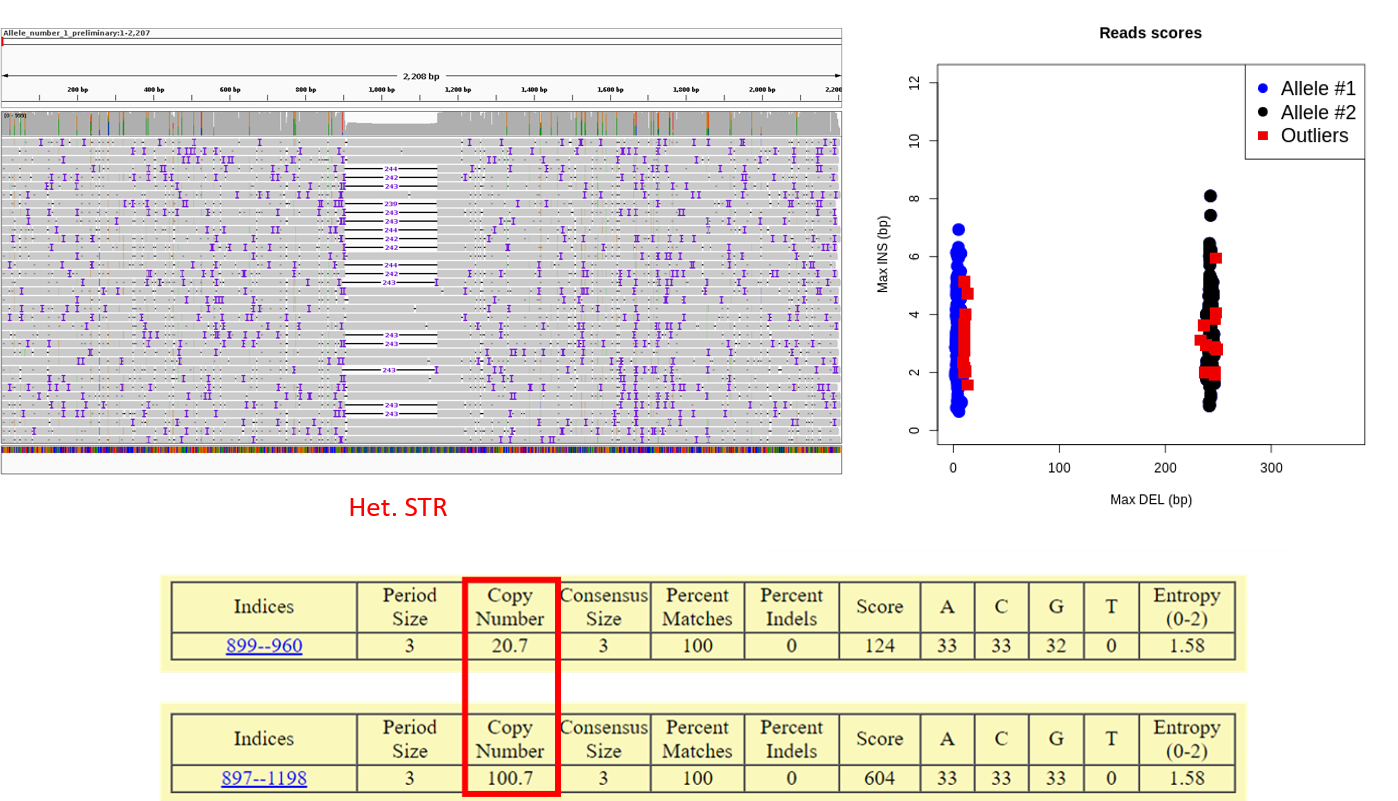 Allele_number_1_preliminary:1-2,207
2,208 bp
200 bp 400 bp 600 bp 800 bp 1,000 bp 1,200 bp 1,400 bp 1,600 bp 1,800 bp 2,000 bp 2,200
244
242
243
239
243
243
244
242
242
244
242
243
243
243
243
243
243
Het. STR
Reads scores
Allele #1
Allele #2
Outliers
Max INS (bp)
12
10
8
6
4
2
0
0 100 200 300
Max DEL (bp)
Indices Period Size Copy Number Consensus Size Percent Matches Percent Indels Score A C G T Entropy (0-2)
899--960 3 20.7 3 100 0 124 33 33 32 0 1.58
Indices Period Size Copy Number Consensus Size Percent Matches Percent Indels Score A C G T Entropy (0-2)
897--1198 3 100.7 3 100 0 604 33 33 33 0 1.58